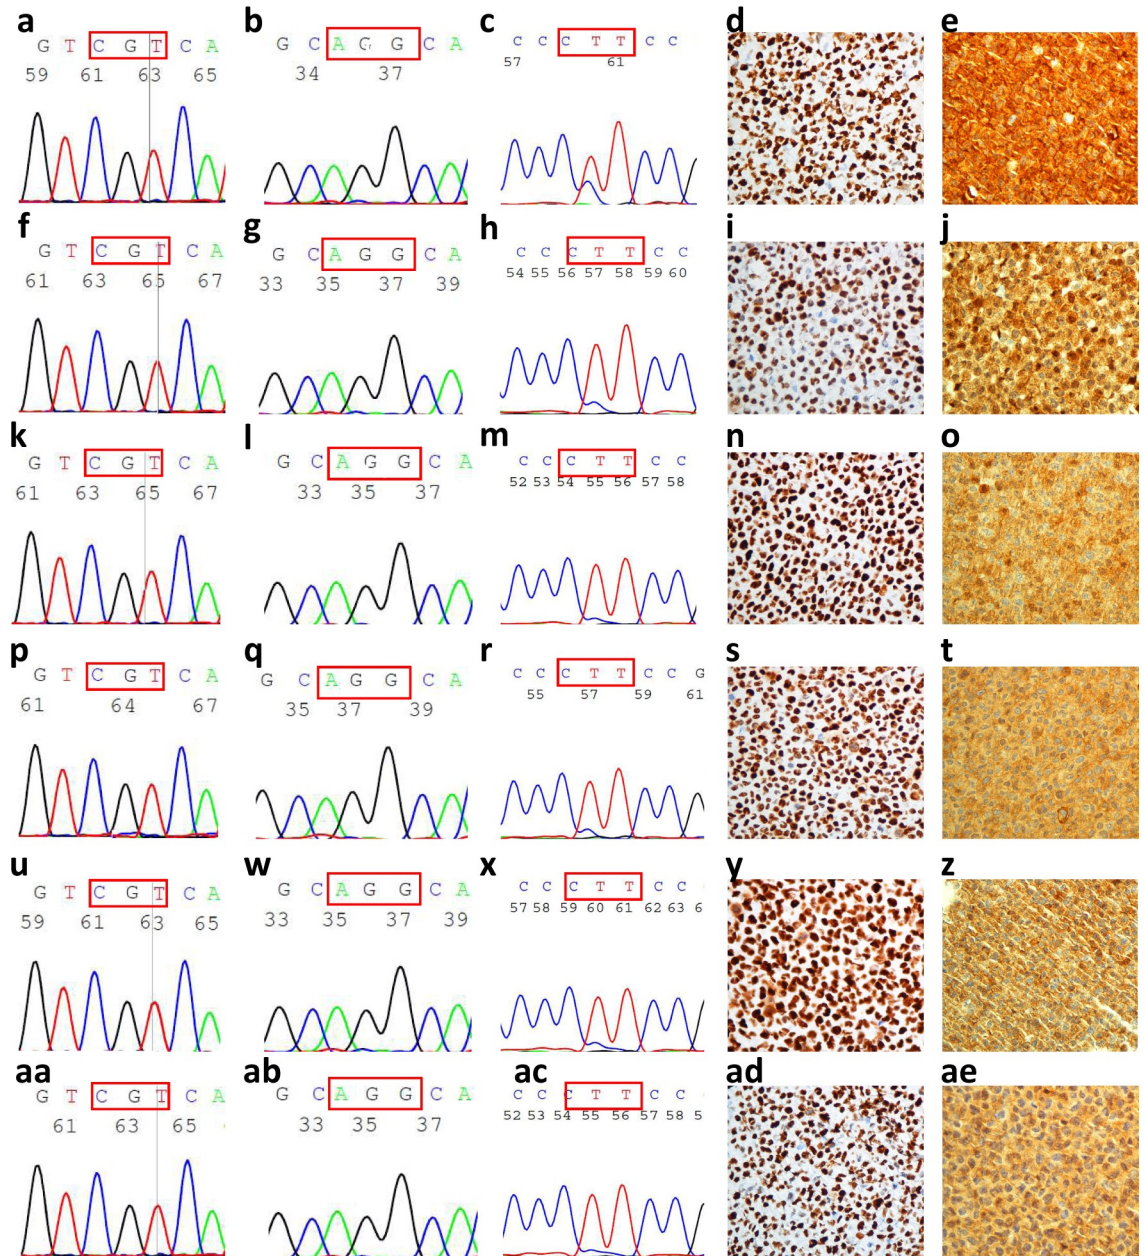 a b c d e
G T C G T C A G C A G G C A C C C T T C C
59 61 63 65 34 37 57 61
f g h i j
G T C G T C A G C A G G C A C C C T T C C
61 63 65 67 33 35 37 39 54 55 56 57 58 59 60
k l m n o
G T C G T C A G C A G G C A C C C T T C C
61 63 65 67 33 35 37 52 53 54 55 56 57 58
p q r s t
G T C G T C A G C A G G C A C C C T T C C G
61 64 67 35 37 39 55 57 59 61
u w x y z
G T C G T C A G C A G G C A C C C T T C C
59 61 63 65 33 35 37 39 57 58 59 60 61 62 63 6
aa ab ac ad ae
G T C G T C A G C A G G C A C C C T T C C
61 63 65 33 35 37 52 53 54 55 56 57 58 5